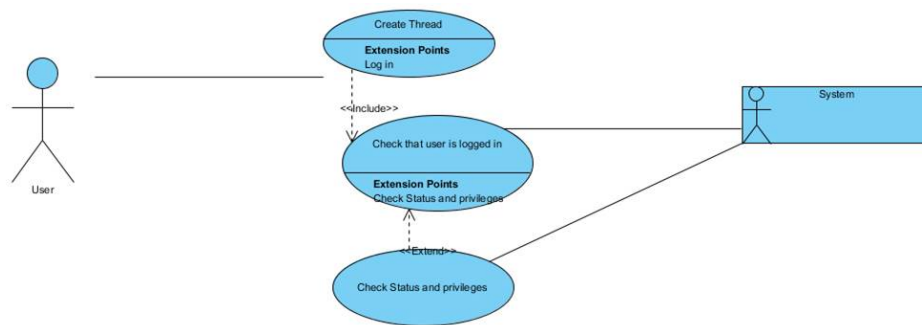 Create Thread
Extension Points
Log in
<<Include>>
System
Check that user is logged in
Extension Points
Check Status and privileges
User
<<Extend>>
Check Status and privileges